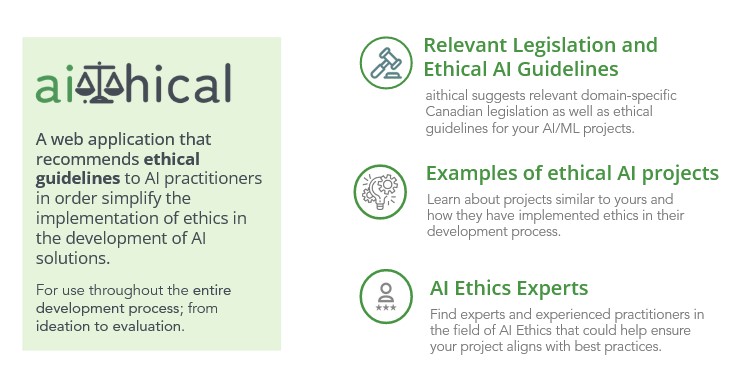 aithical
A web application that
recommends ethical
guidelines to AI practitioners
in order simplify the
implementation of ethics in
the development of AI
solutions.
For use throughout the entire
development process; from
ideation to evaluation.
Relevant Legislation and
Ethical AI Guidelines
aithical suggests relevant domain-specific
Canadian legislation as well as ethical
guidelines for your AI/ML projects.
Examples of ethical AI projects
Learn about projects similar to yours and
how they have implemented ethics in their
development process.
AI Ethics Experts
Find experts and experienced practitioners in
the field of AI Ethics that could help ensure
your project aligns with best practices.